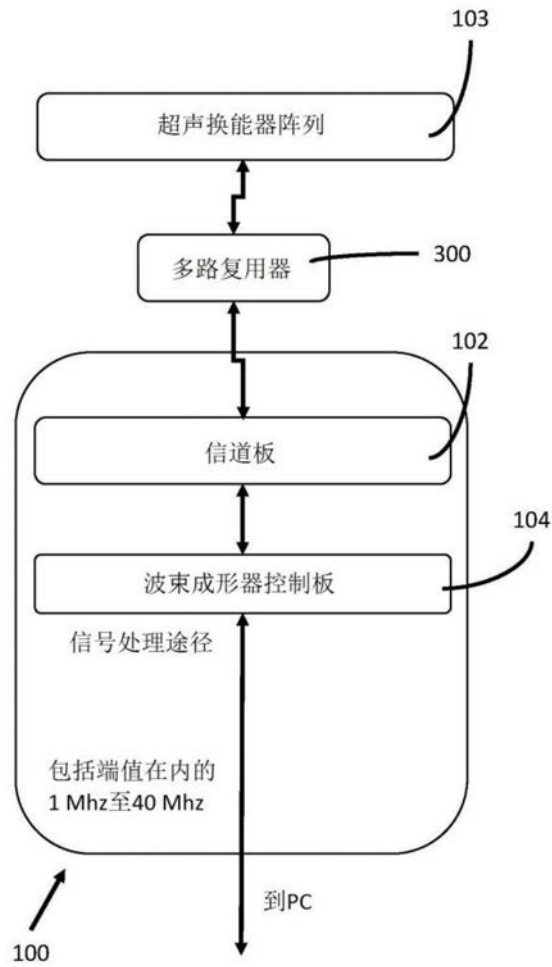 103
超声换能器阵列
多路复用器
300
102
信道板
104
波束成形器控制板
信号处理途径
包括端值在内的
1 Mhz至40 Mhz
到PC
100